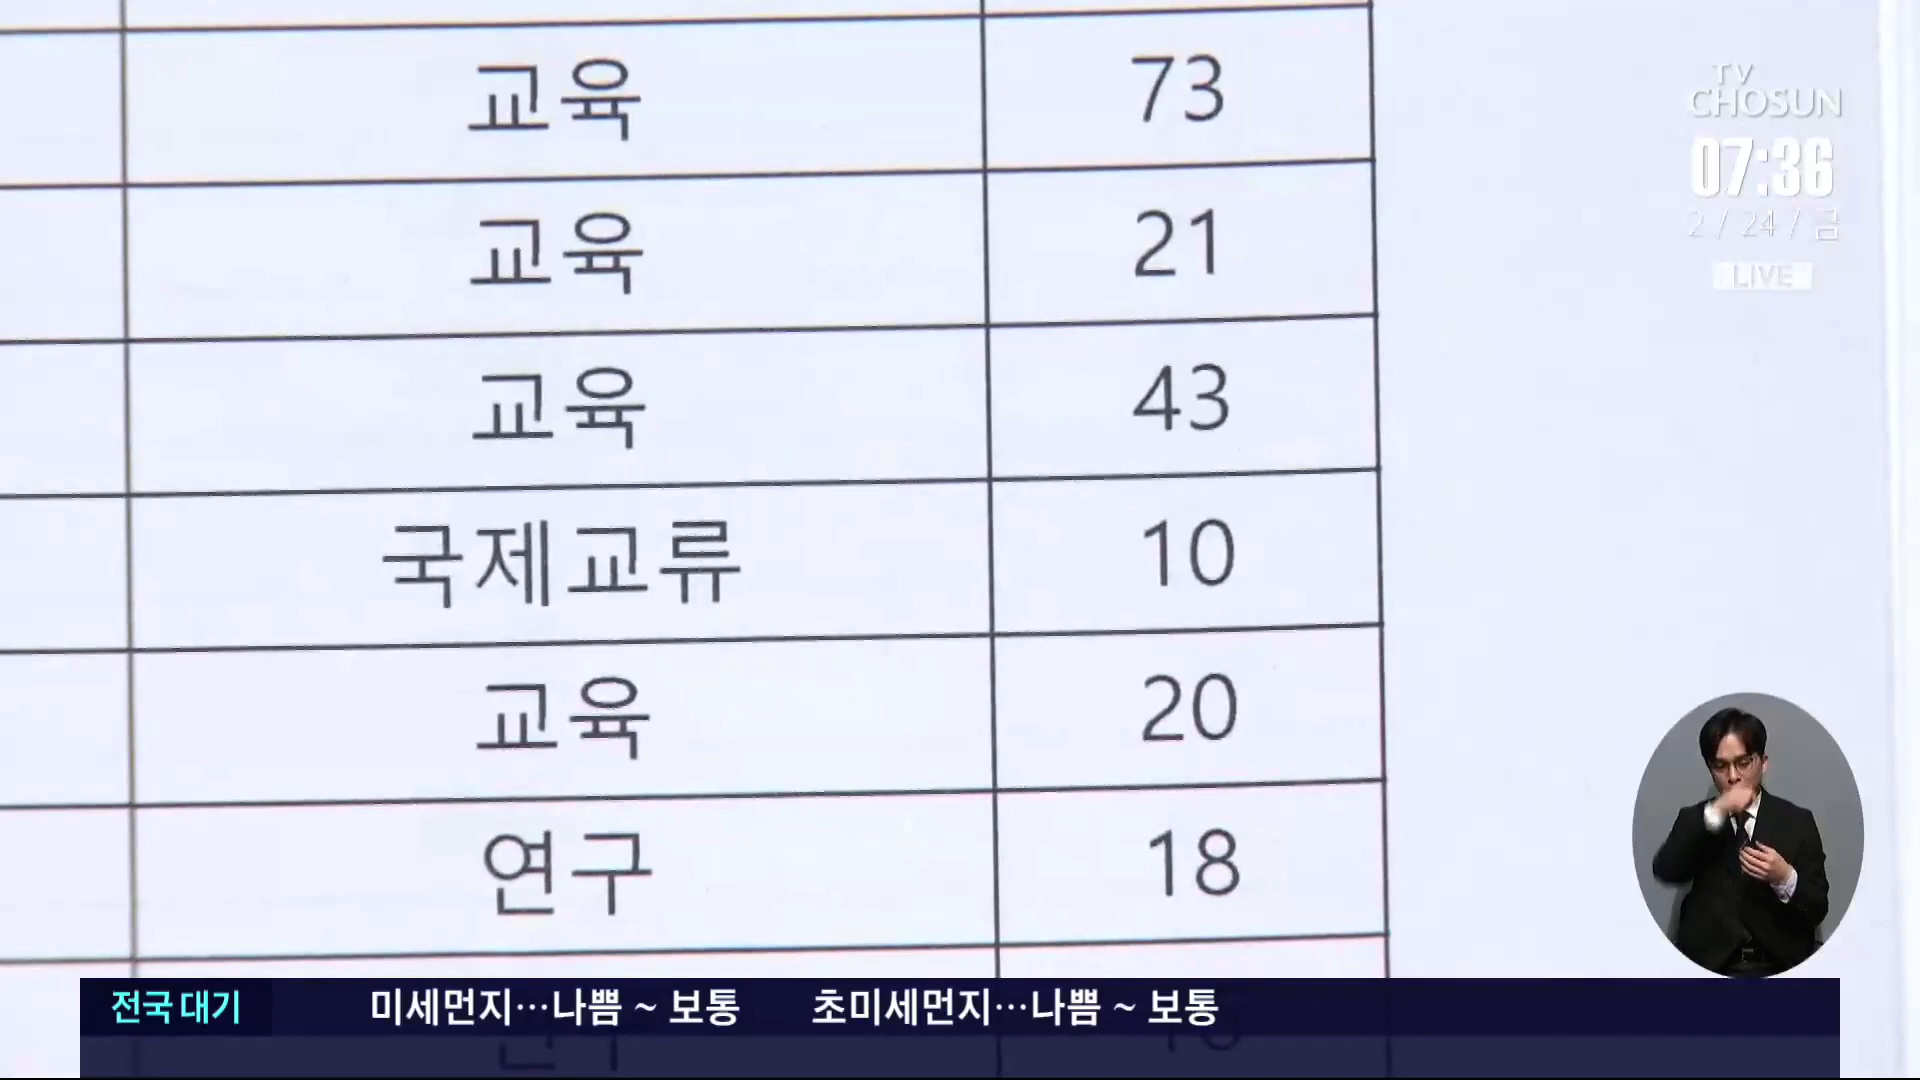 교육 73
TV
CHOSUN
07:36
2 / 24 / 금
LIVE
교육 21
교육 43
국제교류 10
교육 20
연구 18
전국 대기 미세먼지…나쁨 ~ 보통 초미세먼지…나쁨 ~ 보통